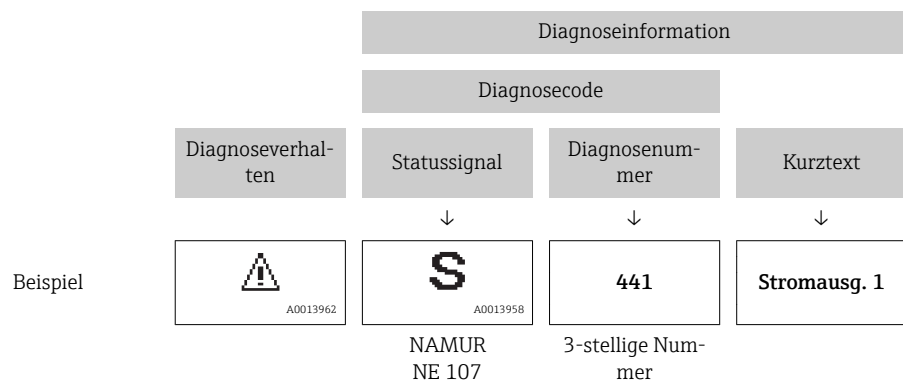 Diagnoseinformation
Diagnosecode
Diagnoseverhal-
ten
Statussignal
Diagnosenum-
mer
Kurztext
↓ ↓ ↓
Beispiel
A0013962
S
A0013958
441
Stromausg. 1
NAMUR
NE 107
3-stellige Num-
mer